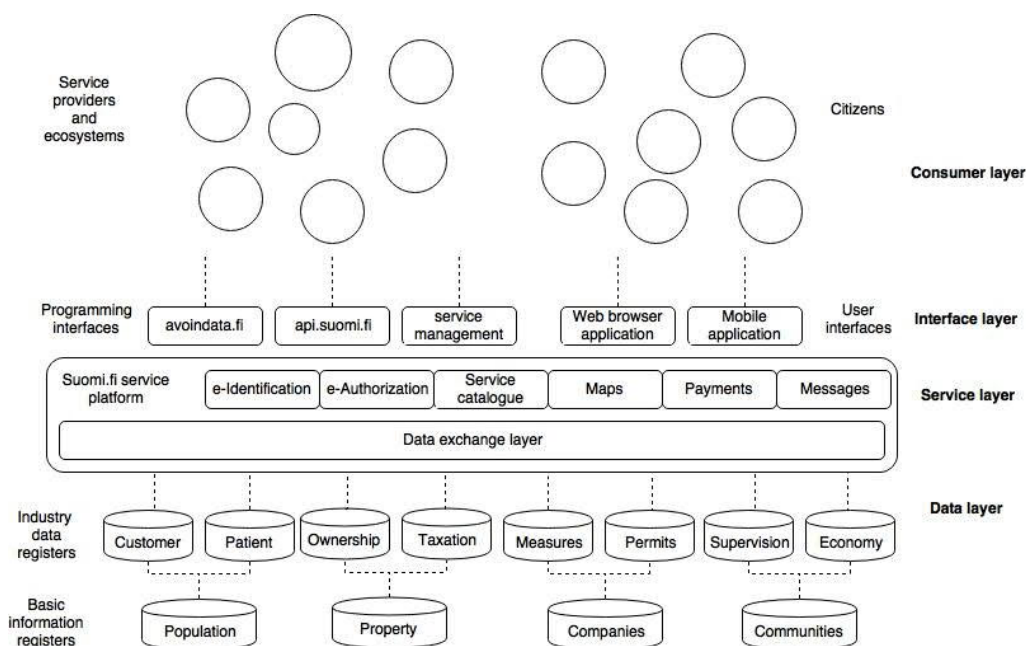 Service
providers
and
ecosystems
Citizens
Consumer layer
Programming
interfaces
avoindata.fi
api.suomi.fi
service
management
Web browser
application
Mobile
application
User
interfaces
Interface layer
Suomi.fi service
platform
e-Identification
e-Authorization
Service
catalogue
Maps
Payments
Messages
Service layer
Data exchange layer
Data layer
Industry
data
registers
Customer
Patient
Ownership
Taxation
Measures
Permits
Supervision
Economy
Basic
information
registers
Population
Property
Companies
Communities